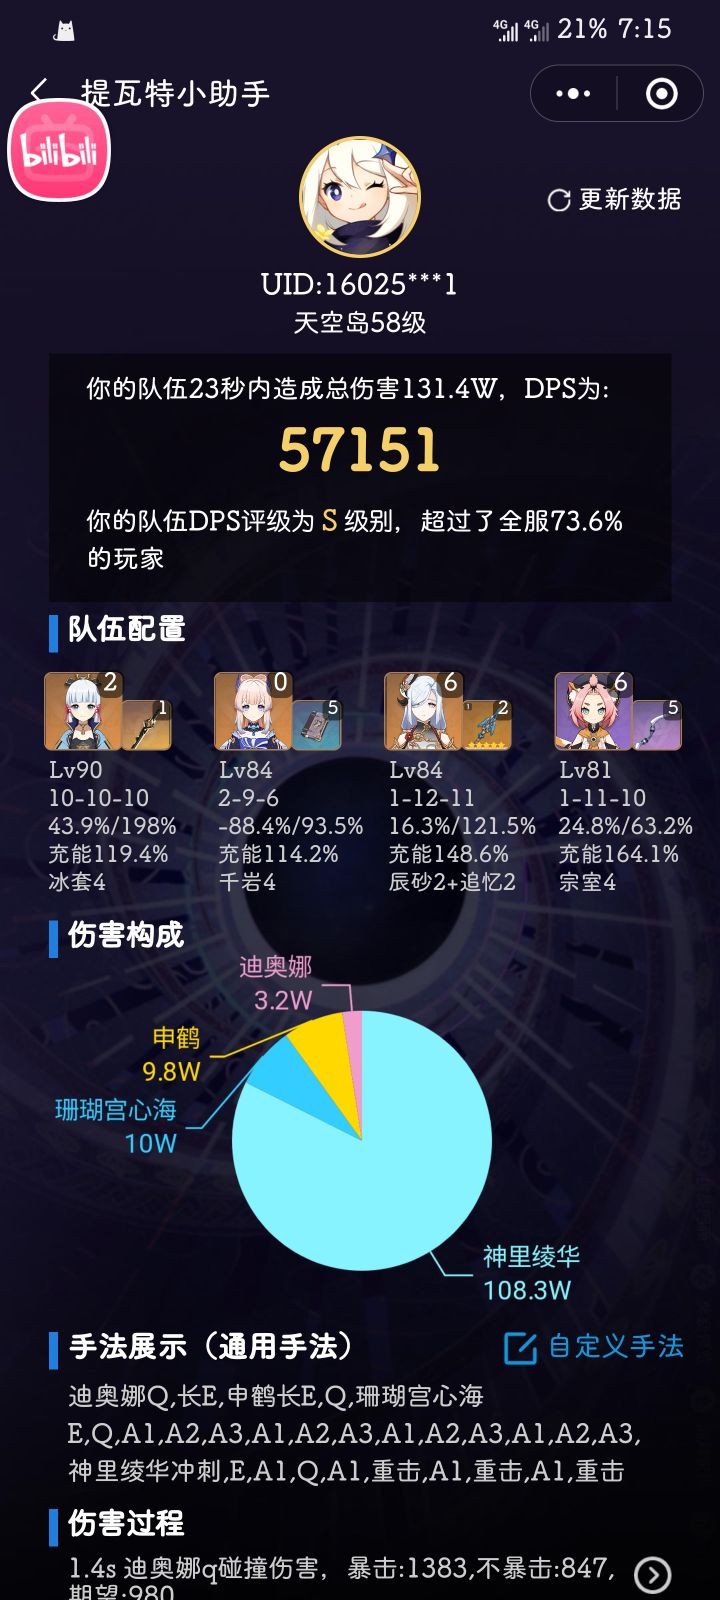 4G 4G 21% 7:15
提瓦特小助手
bilibili
更新数据
UID:16025***1
天空岛58级
你的队伍23秒内造成总伤害131.4W，DPS为:
57151
你的队伍DPS评级为 S 级别，超过了全服73.6%
的玩家
队伍配置
2 1 0 5 6 1 2 6 5
Lv90 Lv84 Lv84 Lv81
10-10-10 2-9-6 1-12-11 1-11-10
43.9%/198% -88.4%/93.5% 16.3%/121.5% 24.8%/63.2%
充能119.4% 充能114.2% 充能148.6% 充能164.1%
冰套4 千岩4 辰砂2+追忆2 宗室4
伤害构成
迪奥娜
3.2W
申鹤
9.8W
珊瑚宫心海
10W
神里绫华
108.3W
手法展示（通用手法） 自定义手法
迪奥娜Q,长E,申鹤长E,Q,珊瑚宫心海
E,Q,A1,A2,A3,A1,A2,A3,A1,A2,A3,A1,A2,A3,
神里绫华冲刺,E,A1,Q,A1,重击,A1,重击,A1,重击
伤害过程
1.4s 迪奥娜q碰撞伤害，暴击:1383,不暴击:847,
期望:980